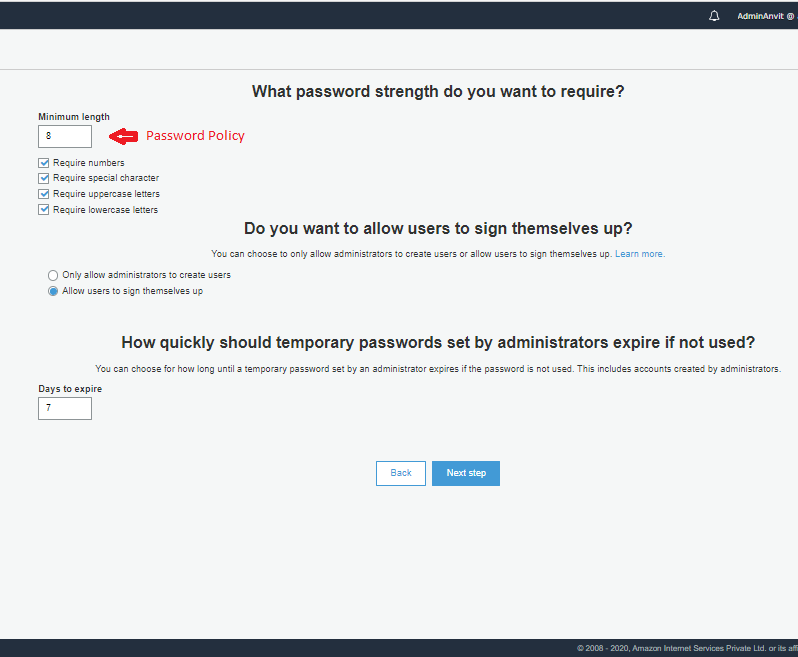 AdminAnvit @
What password strength do you want to require?
Minimum length
8
Password Policy
Require numbers
Require special character
Require uppercase letters
Require lowercase letters
Do you want to allow users to sign themselves up?
You can choose to only allow administrators to create users or allow users to sign themselves up. Learn more.
Only allow administrators to create users
Allow users to sign themselves up
How quickly should temporary passwords set by administrators expire if not used?
You can choose for how long until a temporary password set by an administrator expires if the password is not used. This includes accounts created by administrators.
Days to expire
7
Back
Next step
© 2008 - 2020, Amazon Internet Services Private Ltd. or its affi